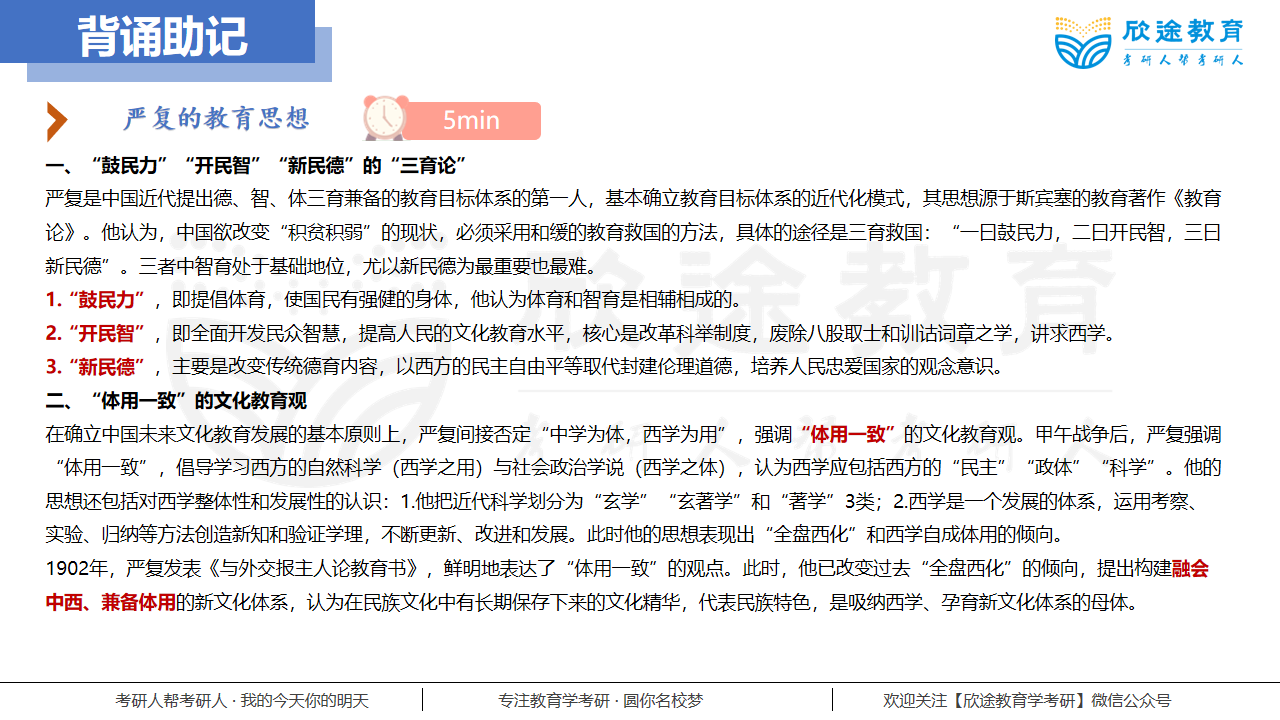 背诵助记
欣途教育
考研人帮考研人
严复的教育思想
5min
一、“鼓民力”“开民智”“新民德”的“三育论”
严复是中国近代提出德、智、体三育兼备的教育目标体系的第一人，基本确立教育目标体系的近代化模式，其思想源于斯宾塞的教育著作《教育
论》。他认为，中国欲改变“积贫积弱”的现状，必须采用和缓的教育救国的方法，具体的途径是三育救国：“一曰鼓民力，二曰开民智，三曰
新民德”。三者中智育处于基础地位，尤以新民德为最重要也最难。
1.“鼓民力”，即提倡体育，使国民有强健的身体，他认为体育和智育是相辅相成的。
2.“开民智”，即全面开发民众智慧，提高人民的文化教育水平，核心是改革科举制度，废除八股取士和训诂词章之学，讲求西学。
3.“新民德”，主要是改变传统德育内容，以西方的民主自由平等取代封建伦理道德，培养人民忠爱国家的观念意识。
二、“体用一致”的文化教育观
在确立中国未来文化教育发展的基本原则上，严复间接否定“中学为体，西学为用”，强调“体用一致”的文化教育观。甲午战争后，严复强调
“体用一致”，倡导学习西方的自然科学（西学之用）与社会政治学说（西学之体），认为西学应包括西方的“民主”“政体”“科学”。他的
思想还包括对西学整体性和发展性的认识：1.他把近代科学划分为“玄学”“玄著学”和“著学”3类；2.西学是一个发展的体系，运用考察、
实验、归纳等方法创造新知和验证学理，不断更新、改进和发展。此时他的思想表现出“全盘西化”和西学自成体用的倾向。
1902年，严复发表《与外交报主人论教育书》，鲜明地表达了“体用一致”的观点。此时，他已改变过去“全盘西化”的倾向，提出构建融会
中西、兼备体用的新文化体系，认为在民族文化中有长期保存下来的文化精华，代表民族特色，是吸纳西学、孕育新文化体系的母体。
欣途教育
考研人帮考研人
考研人帮考研人 · 我的今天你的明天
专注教育学考研 · 圆你名校梦
欢迎关注【欣途教育学考研】微信公众号